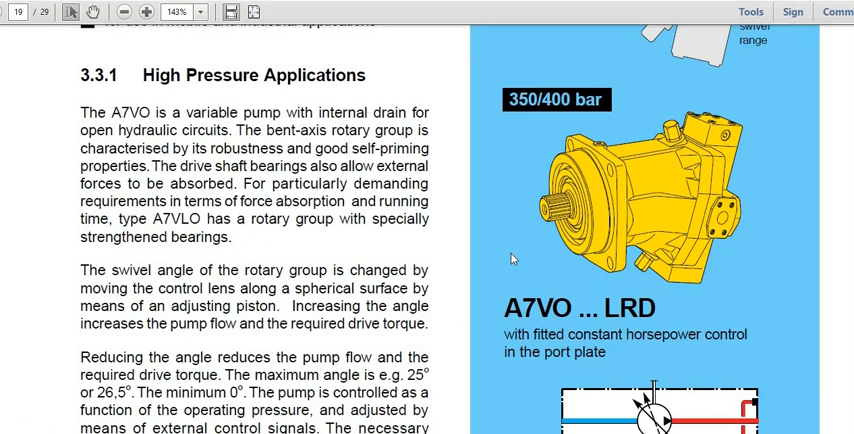 19 / 29
143%
Tools
Sign
Comm
for use in mobile and industrial applications
swivel
range
3.3.1 High Pressure Applications
The A7VO is a variable pump with internal drain for
open hydraulic circuits. The bent-axis rotary group is
characterised by its robustness and good self-priming
properties. The drive shaft bearings also allow external
forces to be absorbed. For particularly demanding
requirements in terms of force absorption and running
time, type A7VLO has a rotary group with specially
strengthened bearings.
The swivel angle of the rotary group is changed by
moving the control lens along a spherical surface by
means of an adjusting piston. Increasing the angle
increases the pump flow and the required drive torque.
Reducing the angle reduces the pump flow and the
required drive torque. The maximum angle is e.g. 25°
or 26,5°. The minimum 0°. The pump is controlled as a
function of the operating pressure, and adjusted by
means of external control signals. The necessary
350/400 bar
A7VO ... LRD
with fitted constant horsepower control
in the port plate